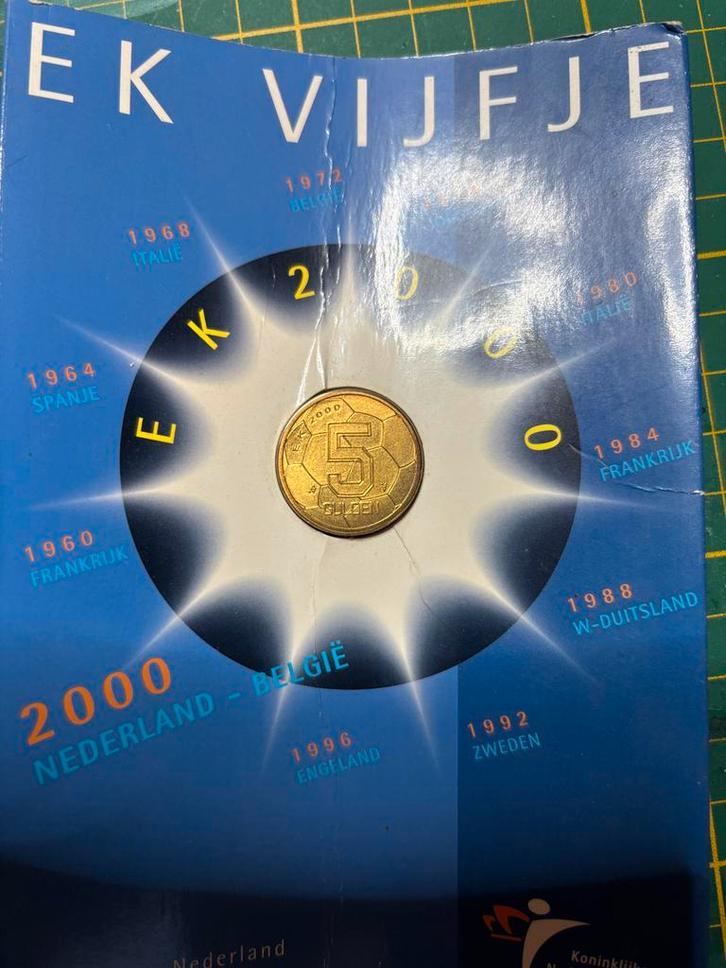 EK VIJFJE
1972
BELGIË
1968
ITALIË
1980
ITALIË
1964
SPANJE
1984
FRANKRIJK
1960
FRANKRIJK
1988
W-DUITSLAND
1992
ZWEDEN
1996
ENGELAND
2000
NEDERLAND - BELGIË
EK 2000
EK 2000
5
GULDEN
Nederland